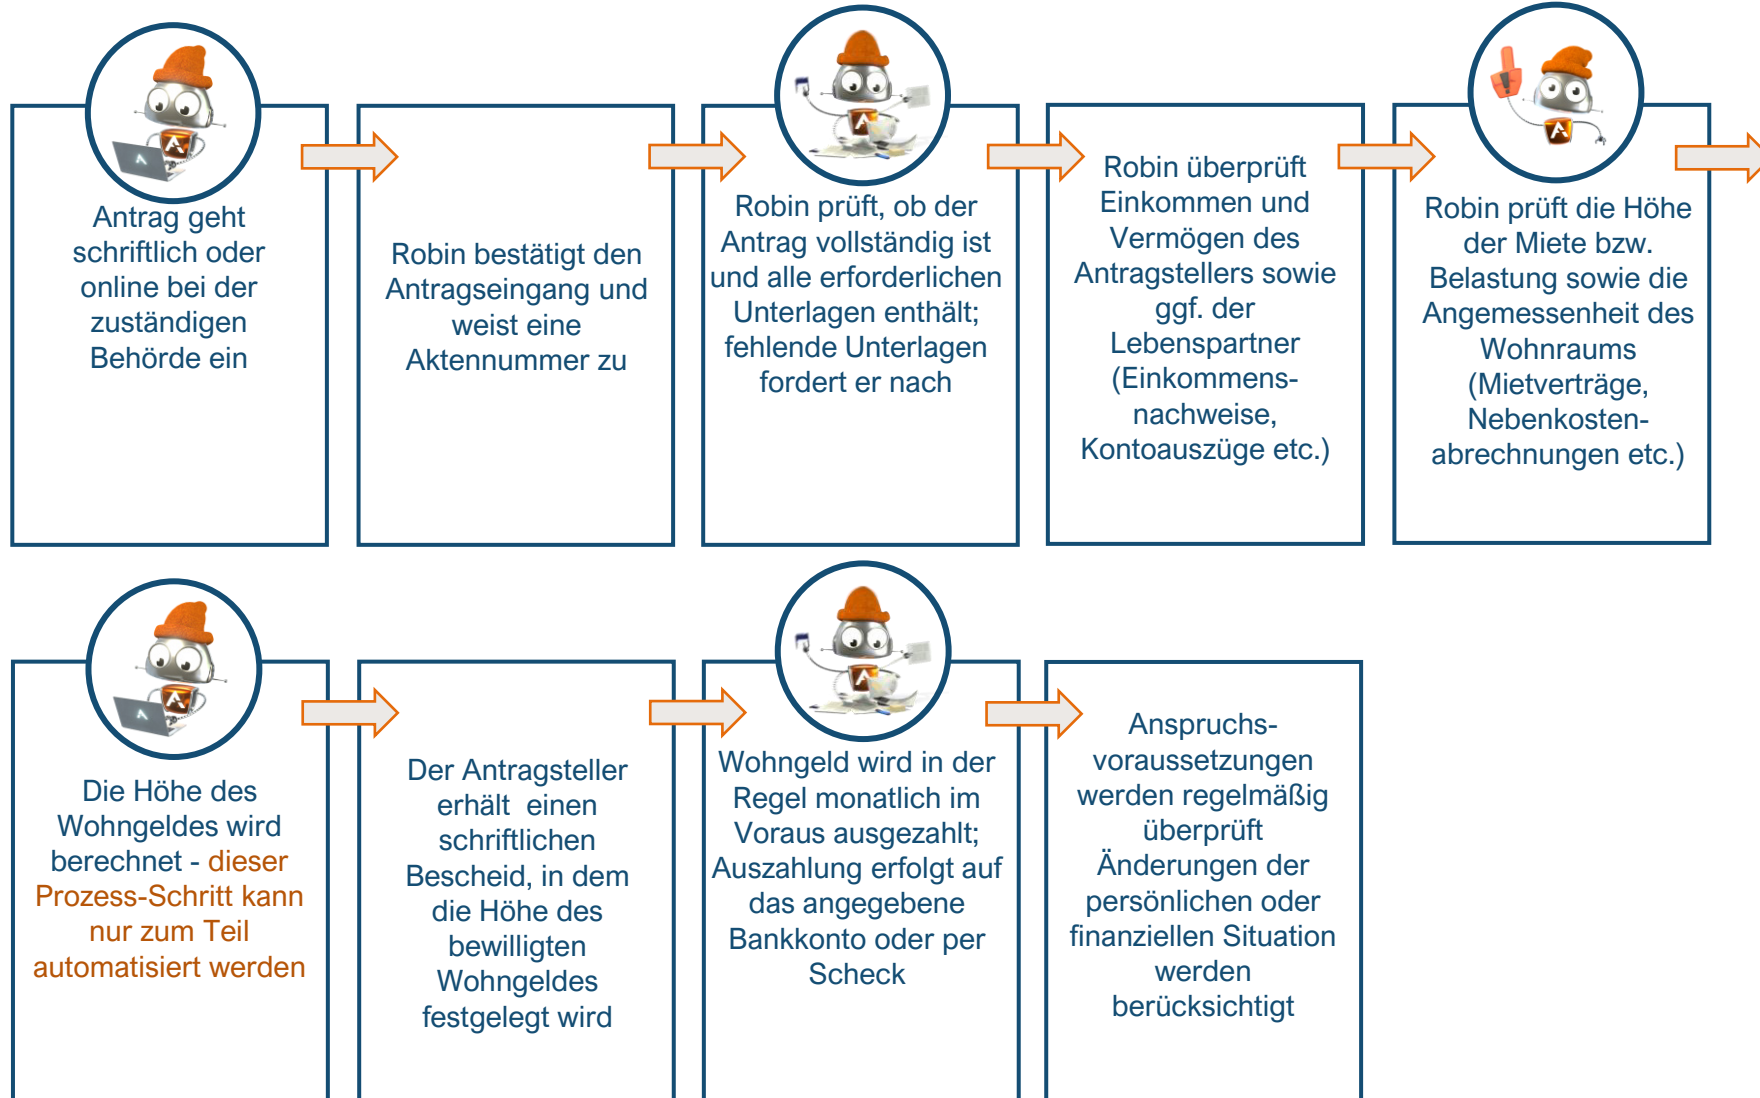 Antrag geht
schriftlich oder
online bei der
zuständigen
Behörde ein
Robin bestätigt den
Antragseingang und
weist eine
Aktennummer zu
Robin prüft, ob der
Antrag vollständig ist
und alle erforderlichen
Unterlagen enthält;
fehlende Unterlagen
fordert er nach
Robin überprüft
Einkommen und
Vermögen des
Antragstellers sowie
ggf. der
Lebenspartner
(Einkommens-
nachweise,
Kontoauszüge etc.)
Robin prüft die Höhe
der Miete bzw.
Belastung sowie die
Angemessenheit des
Wohnraums
(Mietverträge,
Nebenkosten-
abrechnungen etc.)
Die Höhe des
Wohngeldes wird
berechnet - dieser
Prozess-Schritt kann
nur zum Teil
automatisiert werden
Der Antragsteller
erhält  einen
schriftlichen
Bescheid, in dem
die Höhe des
bewilligten
Wohngeldes
festgelegt wird
Wohngeld wird in der
Regel monatlich im
Voraus ausgezahlt;
Auszahlung erfolgt auf
das angegebene
Bankkonto oder per
Scheck
Anspruchs-
voraussetzungen
werden regelmäßig
überprüft
Änderungen der
persönlichen oder
finanziellen Situation
werden
berücksichtigt